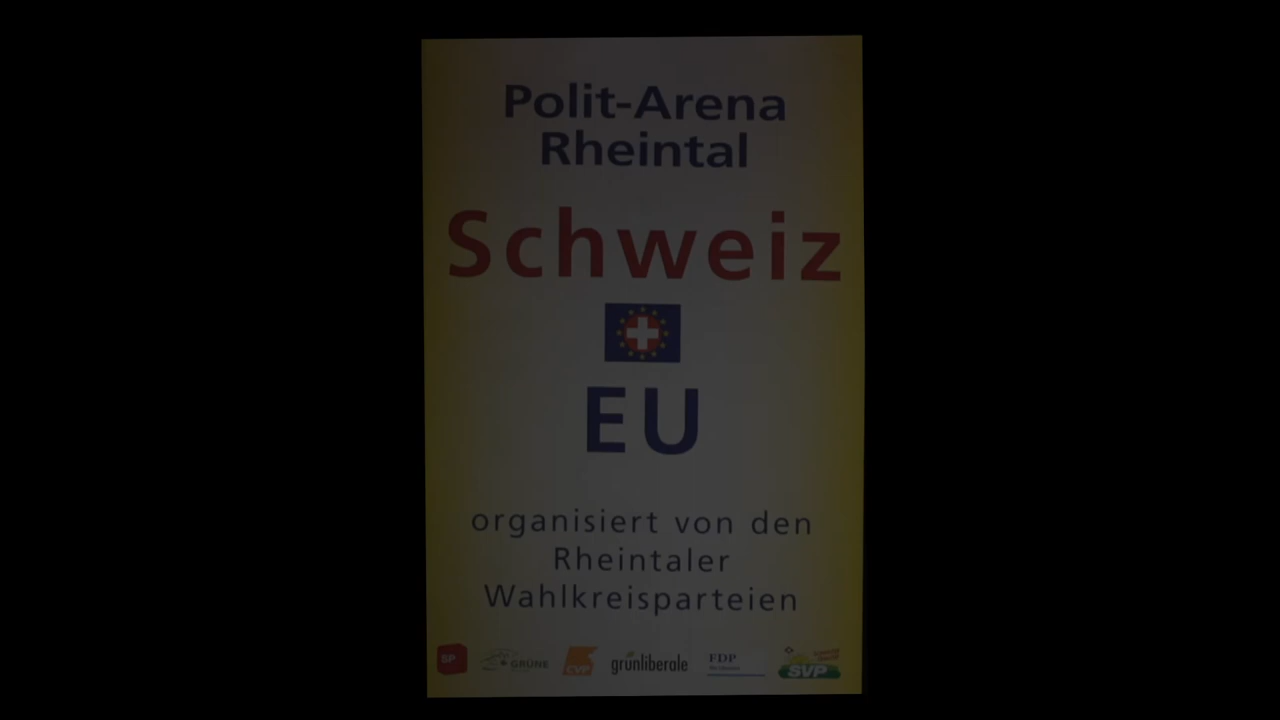 Polit-Arena
Rheintal
Schweiz
EU
organisiert von den
Rheintaler
Wahlkreisparteien
SP GRÜNE CVP grünliberale FDP SVP